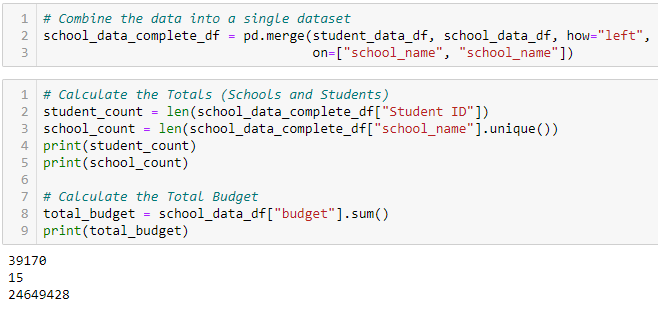 1 # Combine the data into a single dataset
2 school_data_complete_df = pd.merge(student_data_df, school_data_df, how="left",
3                                    on=["school_name", "school_name"])
1 # Calculate the Totals (Schools and Students)
2 student_count = len(school_data_complete_df["Student ID"])
3 school_count = len(school_data_complete_df["school_name"].unique())
4 print(student_count)
5 print(school_count)
6
7 # Calculate the Total Budget
8 total_budget = school_data_df["budget"].sum()
9 print(total_budget)
39170
15
24649428